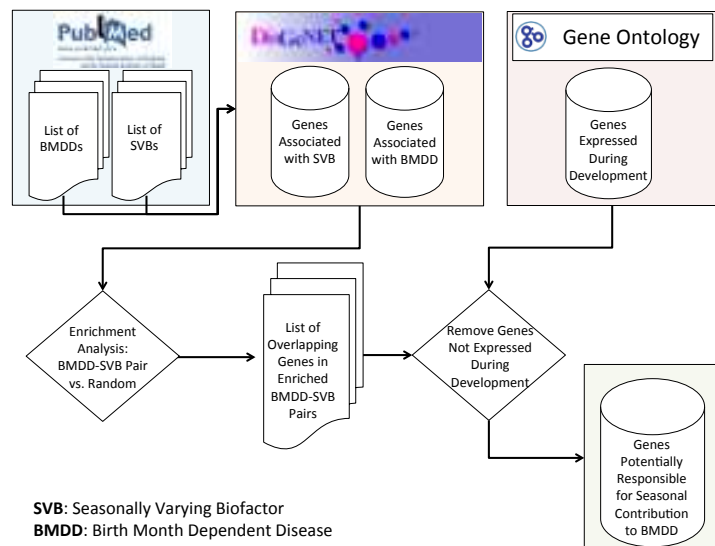 PubMed
List of
BMDDs
List of
SVBs
DisGeNET
Genes
Associated
with SVB
Genes
Associated
with BMDD
Gene Ontology
Genes
Expressed
During
Development
Enrichment
Analysis:
BMDD-SVB Pair
vs. Random
List of
Overlapping
Genes in
Enriched
BMDD-SVB
Pairs
Remove Genes
Not Expressed
During
Development
Genes
Potentially
Responsible
for Seasonal
Contribution
to BMDD
SVB: Seasonally Varying Biofactor
BMDD: Birth Month Dependent Disease